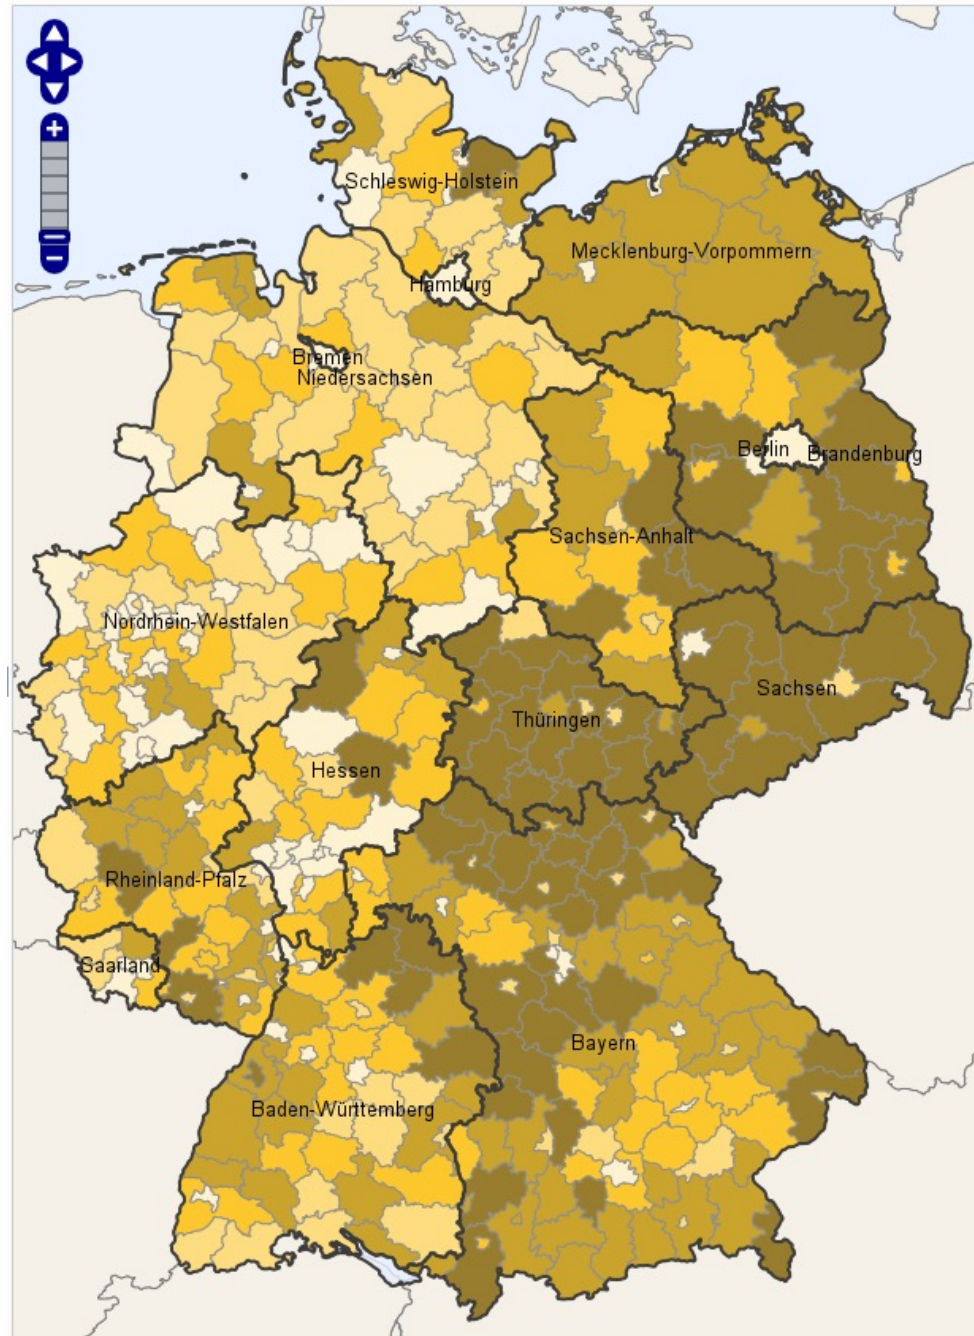 Schleswig-Holstein
Mecklenburg-Vorpommern
Hamburg
Bremen
Niedersachsen
Berlin
Brandenburg
Sachsen-Anhalt
Nordrhein-Westfalen
Sachsen
Thüringen
Hessen
Rheinland-Pfalz
Saarland
Bayern
Baden-Württemberg